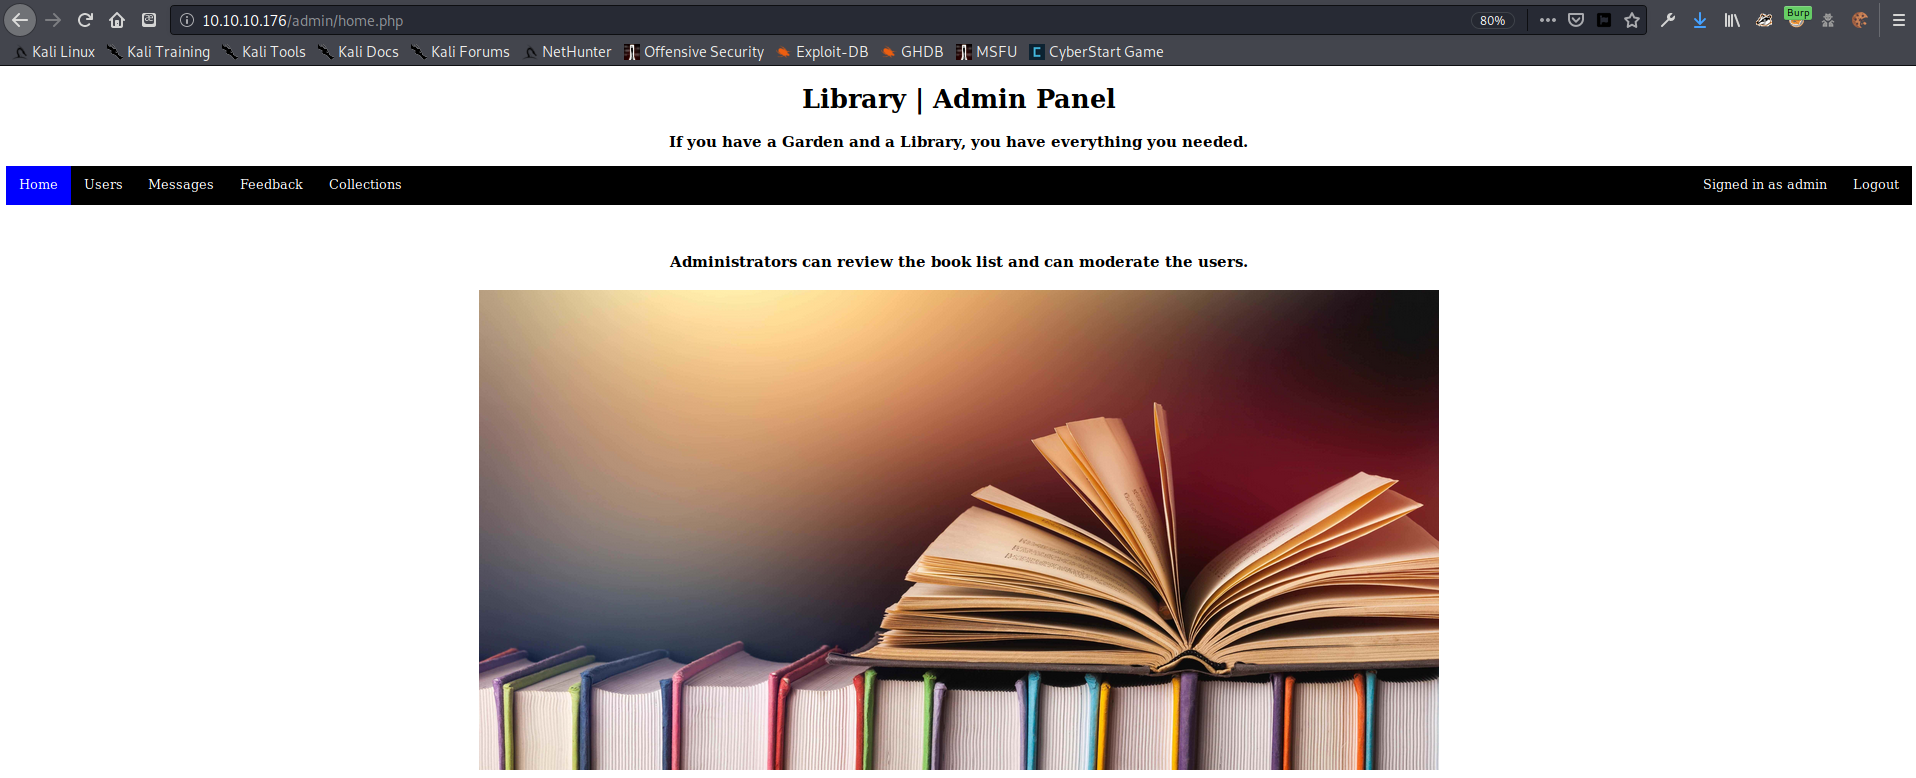 10.10.10.176/admin/home.php 80% Burp
Kali Linux Kali Training Kali Tools Kali Docs Kali Forums NetHunter Offensive Security Exploit-DB GHDB MSFU CyberStart Game
Library | Admin Panel
If you have a Garden and a Library, you have everything you needed.
Home Users Messages Feedback Collections Signed in as admin Logout
Administrators can review the book list and can moderate the users.